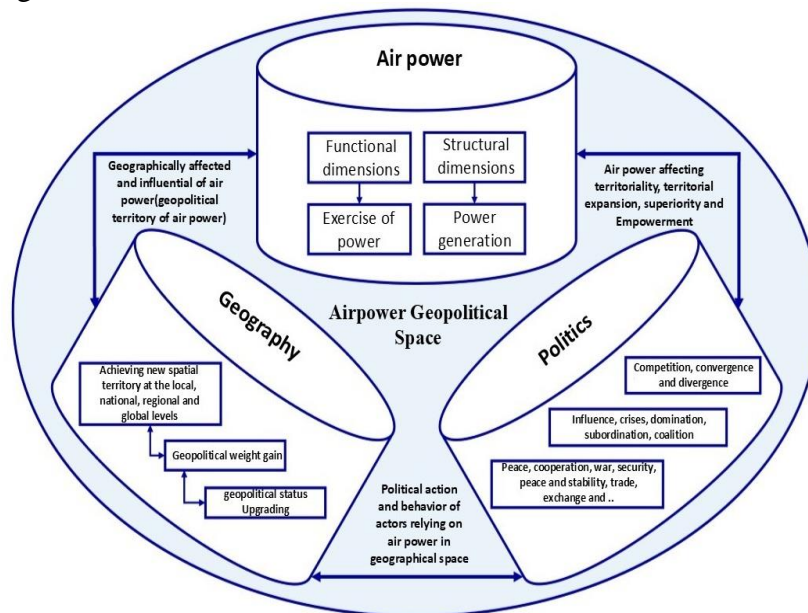 Air power
Functional
dimensions
Structural
dimensions
Exercise of
power
Power
generation
Geographically affected
and influential of air
power(geopolitical
territory of air power)
Air power affecting
territoriality, territorial
expansion, superiority and
Empowerment
Airpower Geopolitical
Space
Geography
Achieving new spatial
territory at the local,
national, regional and
global levels
Geopolitical weight gain
geopolitical status
Upgrading
Politics
Competition, convergence
and divergence
Influence, crises, domination,
subordination, coalition
Peace, cooperation, war, security,
peace and stability, trade,
exchange and ..
Political action
and behavior of
actors relying on
air power in
geographical space